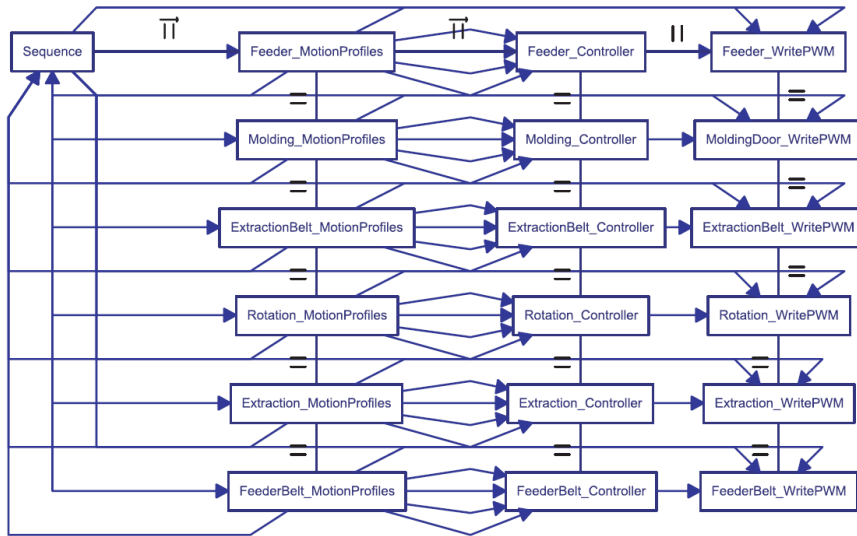 Sequence Feeder_MotionProfiles Feeder_Controller Feeder_WritePWM
Molding_MotionProfiles Molding_Controller MoldingDoor_WritePWM
ExtractionBelt_MotionProfiles ExtractionBelt_Controller ExtractionBelt_WritePWM
Rotation_MotionProfiles Rotation_Controller Rotation_WritePWM
Extraction_MotionProfiles Extraction_Controller Extraction_WritePWM
FeederBelt_MotionProfiles FeederBelt_Controller FeederBelt_WritePWM